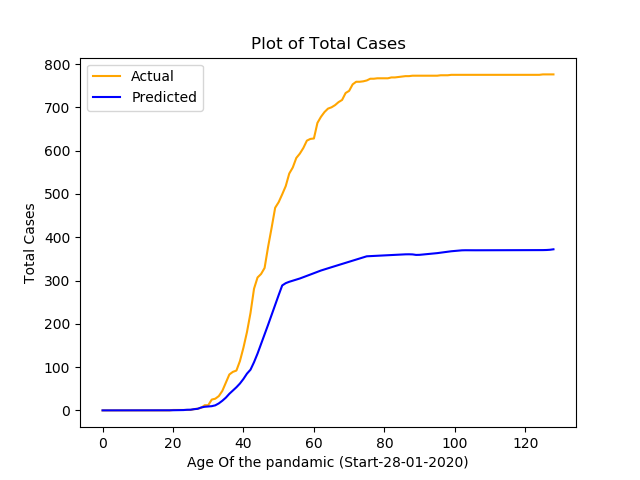 Plot of Total Cases
Actual
Predicted
800
700
600
500
400
300
200
100
0
Total Cases
0 20 40 60 80 100 120
Age Of the pandamic (Start-28-01-2020)